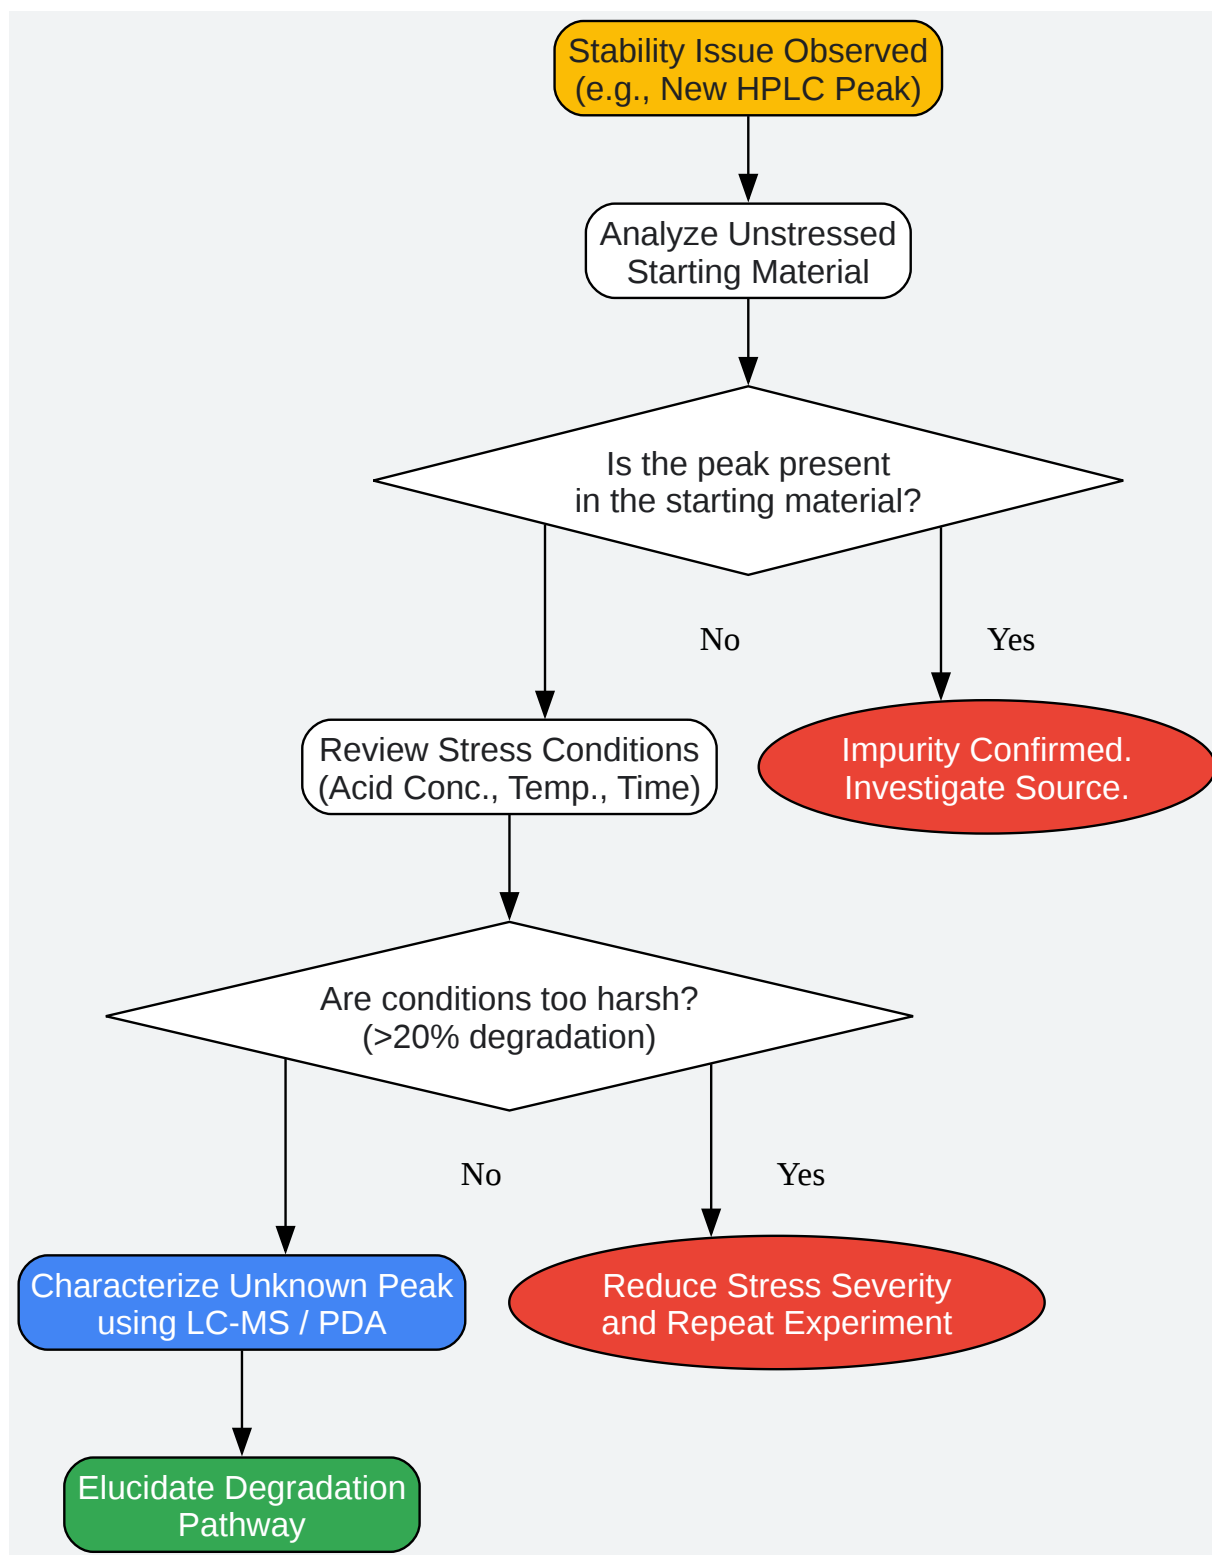 Stability Issue Observed
(e.g., New HPLC Peak)
Analyze Unstressed
Starting Material
Is the peak present
in the starting material?
No
Yes
Review Stress Conditions
(Acid Conc., Temp., Time)
Impurity Confirmed.
Investigate Source.
Are conditions too harsh?
(>20% degradation)
No
Yes
Characterize Unknown Peak
using LC-MS / PDA
Reduce Stress Severity
and Repeat Experiment
Elucidate Degradation
Pathway